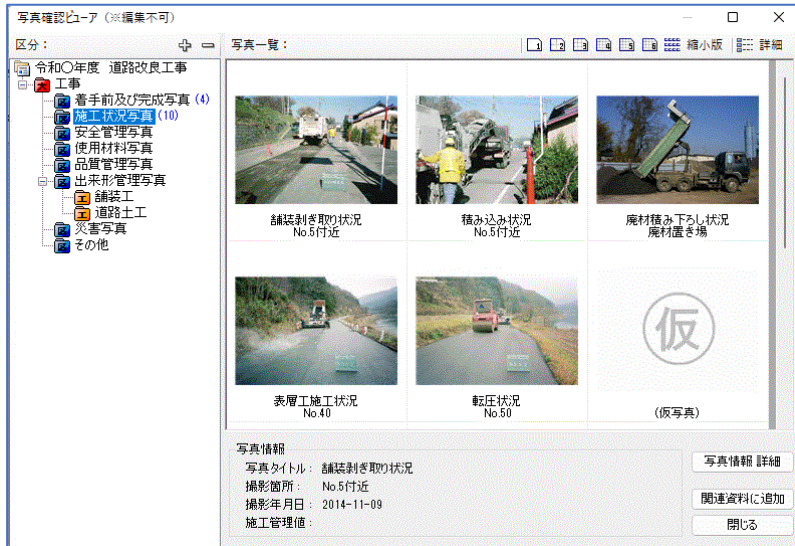 写真確認ビューア（※編集不可）
区分：
写真一覧：
1 2 3 4 5 6 縮小版 詳細
令和〇年度 道路改良工事
大 工事
着手前及び完成写真 (4)
施工状況写真 (10)
安全管理写真
使用材料写真
品質管理写真
出来形管理写真
工 舗装工
工 道路土工
災害写真
その他
舗装剥ぎ取り状況
No.5付近
積み込み状況
No.5付近
廃材積み下ろし状況
廃材置き場
表層工施工状況
No.40
転圧状況
No.50
仮
(仮写真)
写真情報
写真タイトル： 舗装剥ぎ取り状況
撮影箇所： No.5付近
撮影年月日： 2014-11-09
施工管理値：
写真情報 詳細
関連資料に追加
閉じる